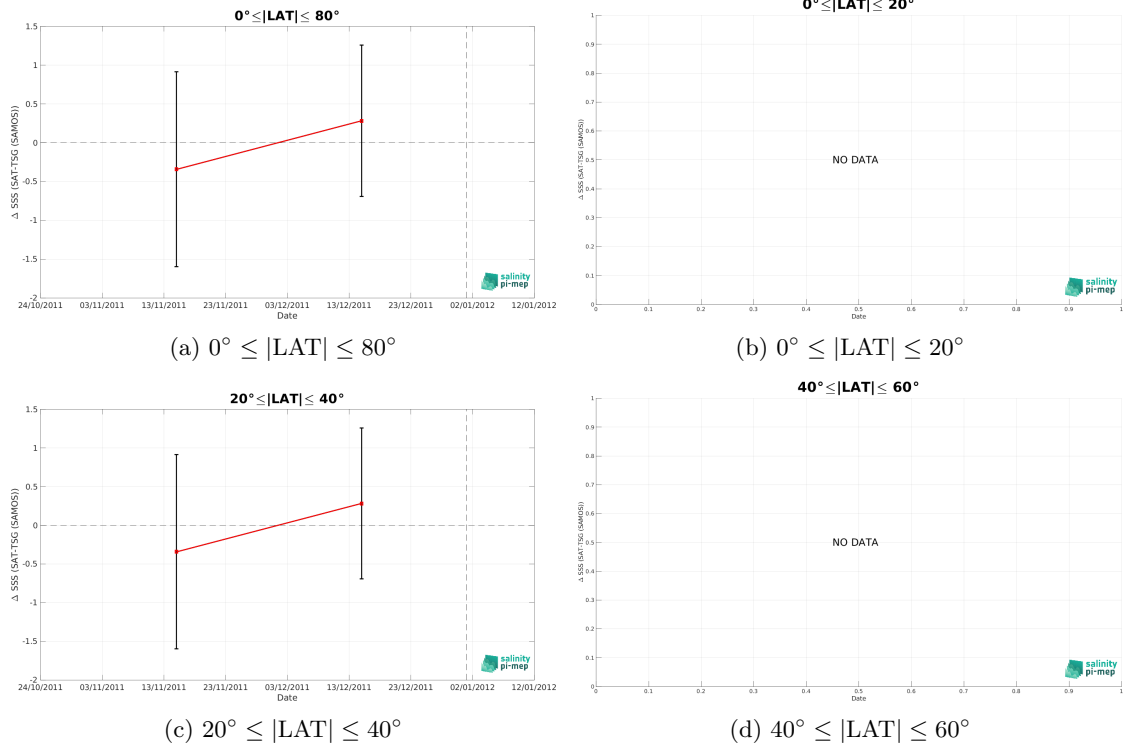 0°≤|LAT|≤ 80°
1.5
1
0.5
0
-0.5
-1
-1.5
-2
Δ SSS (SAT-TSG (SAMOS))
24/10/2011 03/11/2011 13/11/2011 23/11/2011 03/12/2011 13/12/2011 23/12/2011 02/01/2012 12/01/2012
Date
salinity
pi-mep
(a) 0° ≤ |LAT| ≤ 80°
0°≤|LAT|≤ 20°
1
0.9
0.8
0.7
0.6
0.5
0.4
0.3
0.2
0.1
0
Δ SSS (SAT-TSG (SAMOS))
NO DATA
0 0.1 0.2 0.3 0.4 0.5 0.6 0.7 0.8 0.9 1
Date
salinity
pi-mep
(b) 0° ≤ |LAT| ≤ 20°
20°≤|LAT|≤ 40°
1.5
1
0.5
0
-0.5
-1
-1.5
-2
Δ SSS (SAT-TSG (SAMOS))
24/10/2011 03/11/2011 13/11/2011 23/11/2011 03/12/2011 13/12/2011 23/12/2011 02/01/2012 12/01/2012
Date
salinity
pi-mep
(c) 20° ≤ |LAT| ≤ 40°
40°≤|LAT|≤ 60°
1
0.9
0.8
0.7
0.6
0.5
0.4
0.3
0.2
0.1
0
Δ SSS (SAT-TSG (SAMOS))
NO DATA
0 0.1 0.2 0.3 0.4 0.5 0.6 0.7 0.8 0.9 1
Date
salinity
pi-mep
(d) 40° ≤ |LAT| ≤ 60°